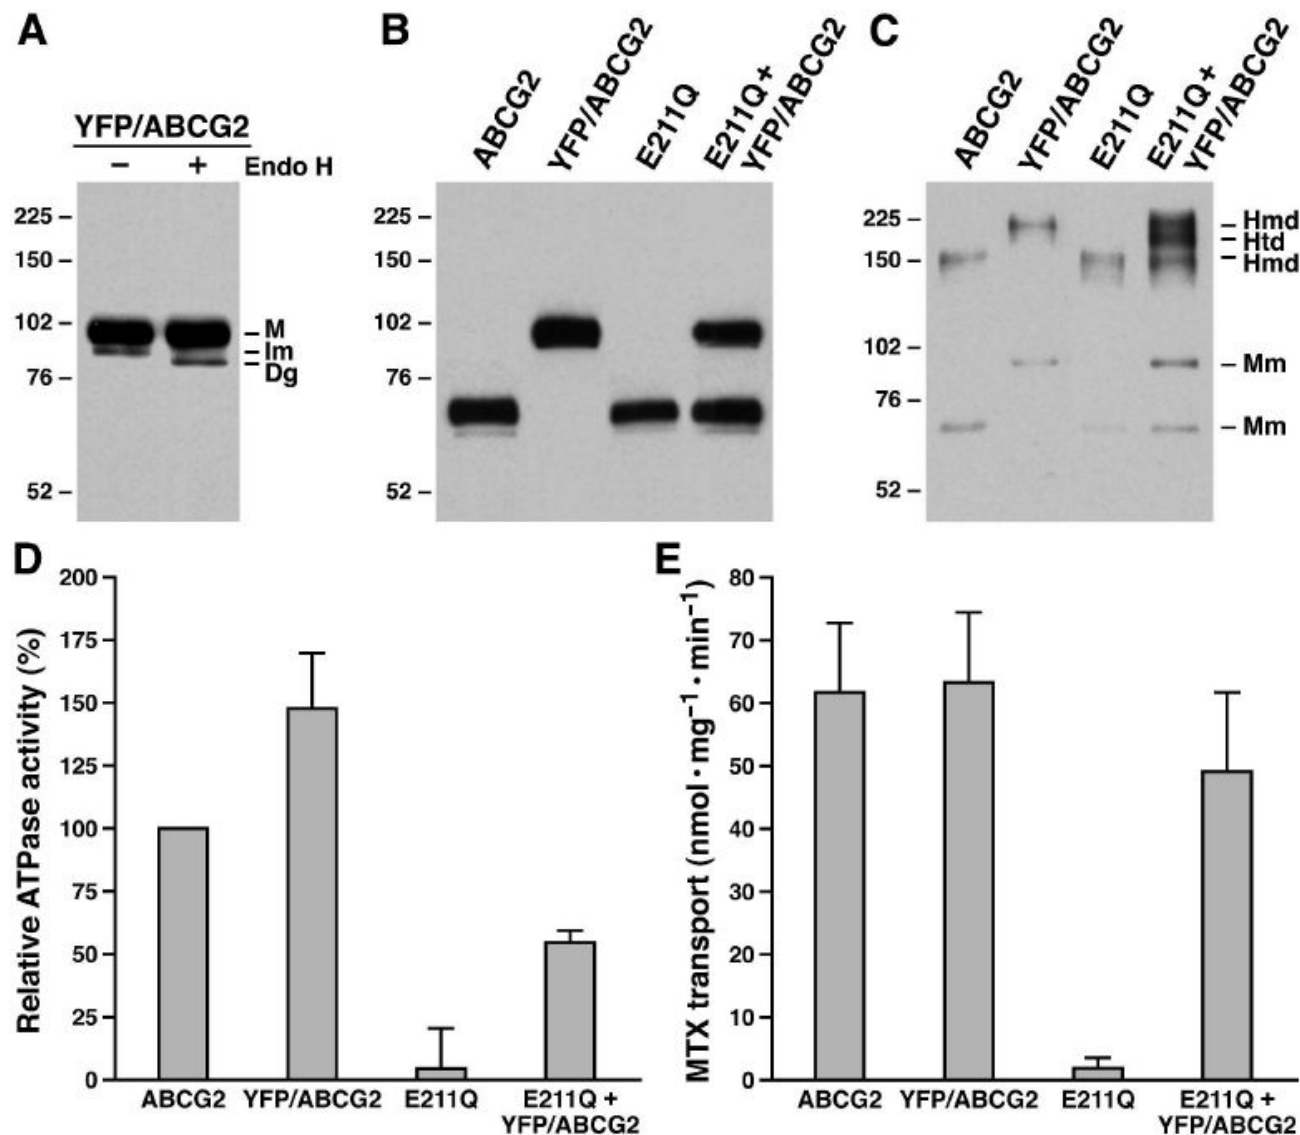 A
YFP/ABCG2
– + Endo H
225 –
150 –
102 –
76 –
52 –
– M
– Im
– Dg
B
ABCG2
YFP/ABCG2
E211Q
E211Q +
YFP/ABCG2
225 –
150 –
102 –
76 –
52 –
C
ABCG2
YFP/ABCG2
E211Q
E211Q +
YFP/ABCG2
225 –
150 –
102 –
76 –
52 –
– Hmd
– Htd
– Hmd
– Mm
– Mm
D
Relative ATPase activity (%)
200
175
150
125
100
75
50
25
0
ABCG2
YFP/ABCG2
E211Q
E211Q +
YFP/ABCG2
E
MTX transport (nmol • mg⁻¹ • min⁻¹)
80
70
60
50
40
30
20
10
0
ABCG2
YFP/ABCG2
E211Q
E211Q +
YFP/ABCG2